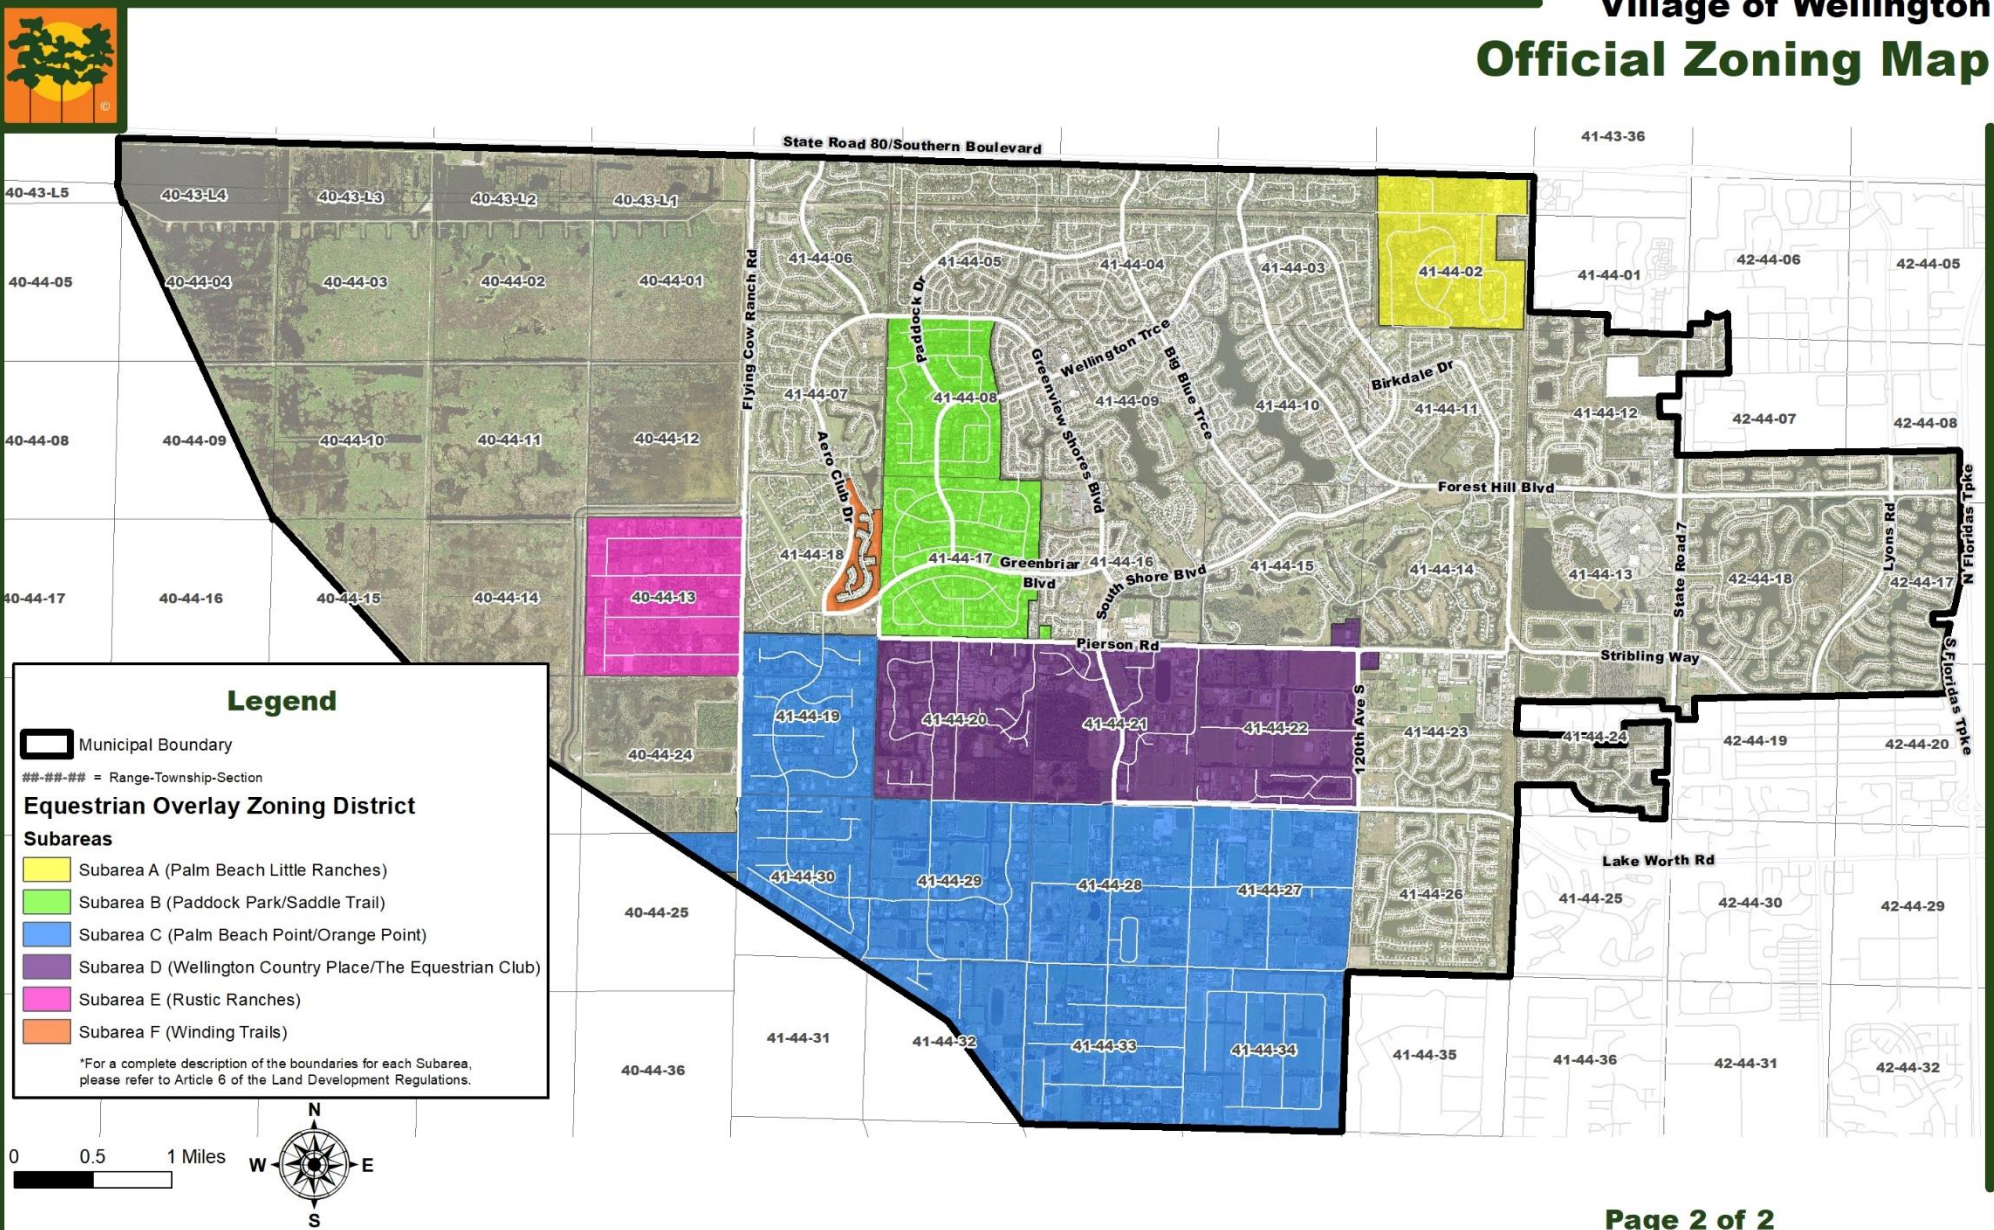 Village of Wellington
Official Zoning Map
©
State Road 80/Southern Boulevard
41-43-36
40-43-L5
40-43-L4
40-43-L3
40-43-L2
40-43-L1
40-44-05
40-44-04
40-44-03
40-44-02
40-44-01
Flying Cow Ranch Rd
41-44-06
Paddock Dr
41-44-05
41-44-04
41-44-03
41-44-02
41-44-01
42-44-06
42-44-05
40-44-08
40-44-09
40-44-10
40-44-11
40-44-12
41-44-07
Aero Club Dr
41-44-08
Greenview Shores Blvd
Wellington Trce
41-44-09
Big Blue Trce
41-44-10
Birkdale Dr
41-44-11
41-44-12
42-44-07
42-44-08
Forest Hill Blvd
State Road 7
Lyons Rd
N Floridas Tpke
40-44-17
40-44-16
40-44-15
40-44-14
40-44-13
41-44-18
41-44-17
Greenbriar
Blvd
41-44-16
South Shore Blvd
41-44-15
41-44-14
41-44-13
42-44-18
42-44-17
Pierson Rd
Stribling Way
S Floridas Tpke
40-44-24
41-44-19
41-44-20
41-44-21
41-44-22
120th Ave S
41-44-23
41-44-24
42-44-19
42-44-20
Lake Worth Rd
40-44-25
41-44-30
41-44-29
41-44-28
41-44-27
41-44-26
41-44-25
42-44-30
42-44-29
40-44-36
41-44-31
41-44-32
41-44-33
41-44-34
41-44-35
41-44-36
42-44-31
42-44-32
Legend
Municipal Boundary
##-##-## = Range-Township-Section
Equestrian Overlay Zoning District
Subareas
Subarea A (Palm Beach Little Ranches)
Subarea B (Paddock Park/Saddle Trail)
Subarea C (Palm Beach Point/Orange Point)
Subarea D (Wellington Country Place/The Equestrian Club)
Subarea E (Rustic Ranches)
Subarea F (Winding Trails)
*For a complete description of the boundaries for each Subarea,
please refer to Article 6 of the Land Development Regulations.
0 0.5 1 Miles
N
W E
S
Page 2 of 2